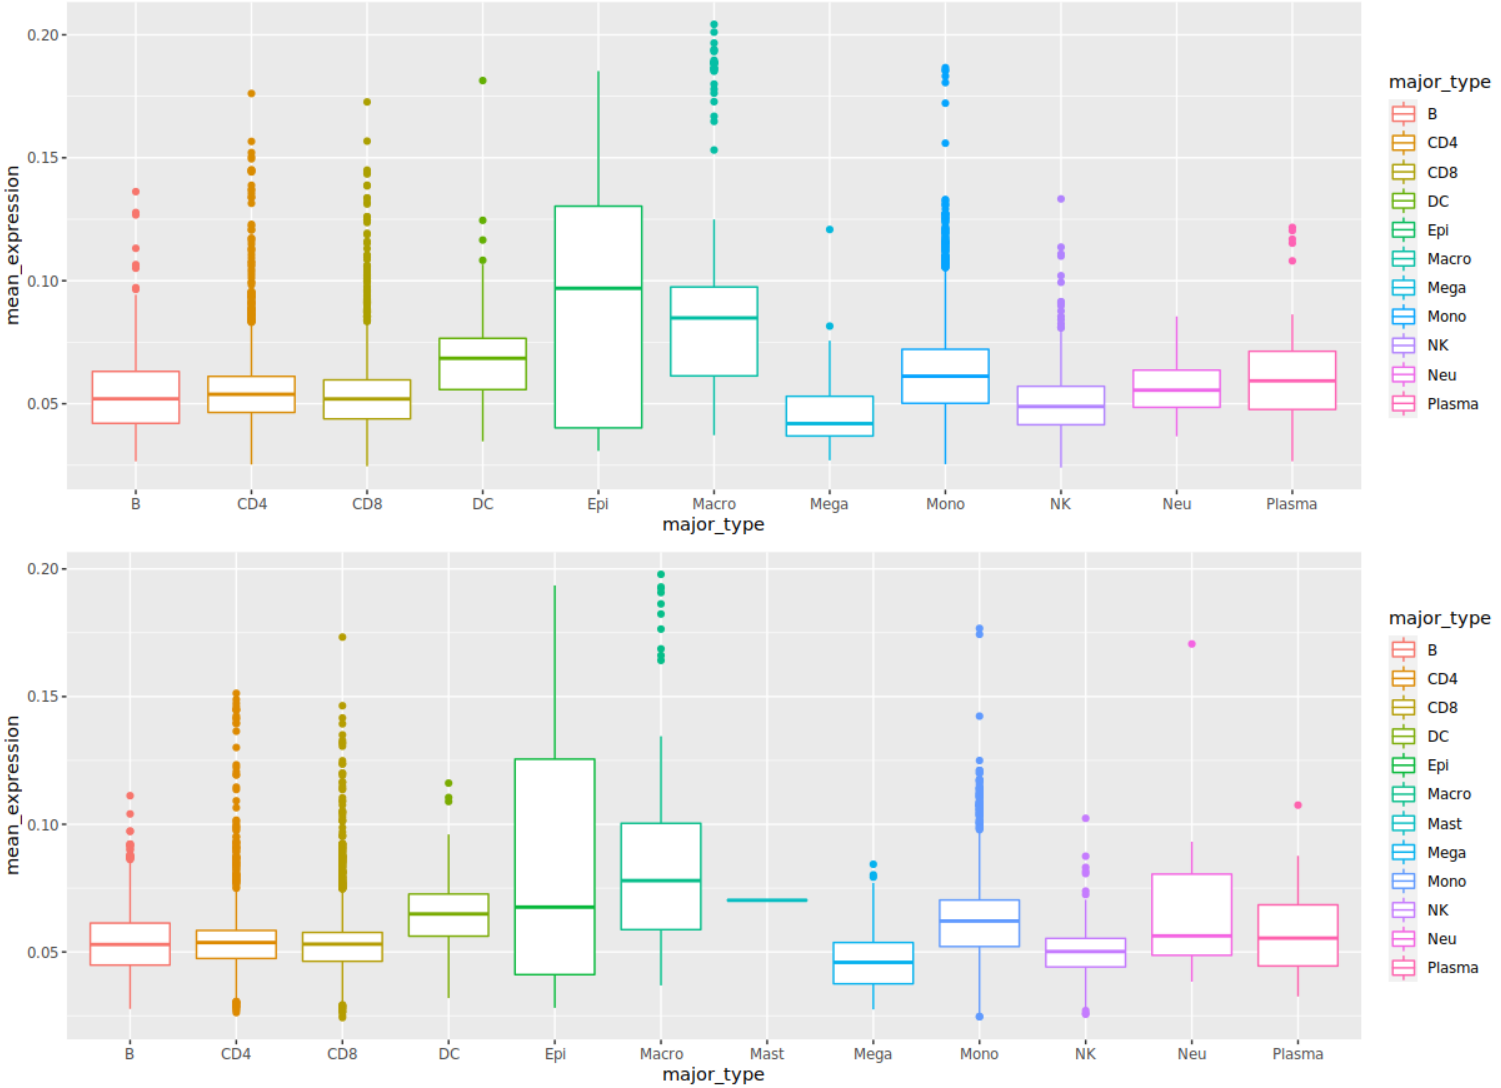 0.20
0.15
0.10
0.05
mean_expression
B CD4 CD8 DC Epi Macro Mega Mono NK Neu Plasma
major_type
major_type
B
CD4
CD8
DC
Epi
Macro
Mega
Mono
NK
Neu
Plasma
0.20
0.15
0.10
0.05
mean_expression
B CD4 CD8 DC Epi Macro Mast Mega Mono NK Neu Plasma
major_type
major_type
B
CD4
CD8
DC
Epi
Macro
Mast
Mega
Mono
NK
Neu
Plasma